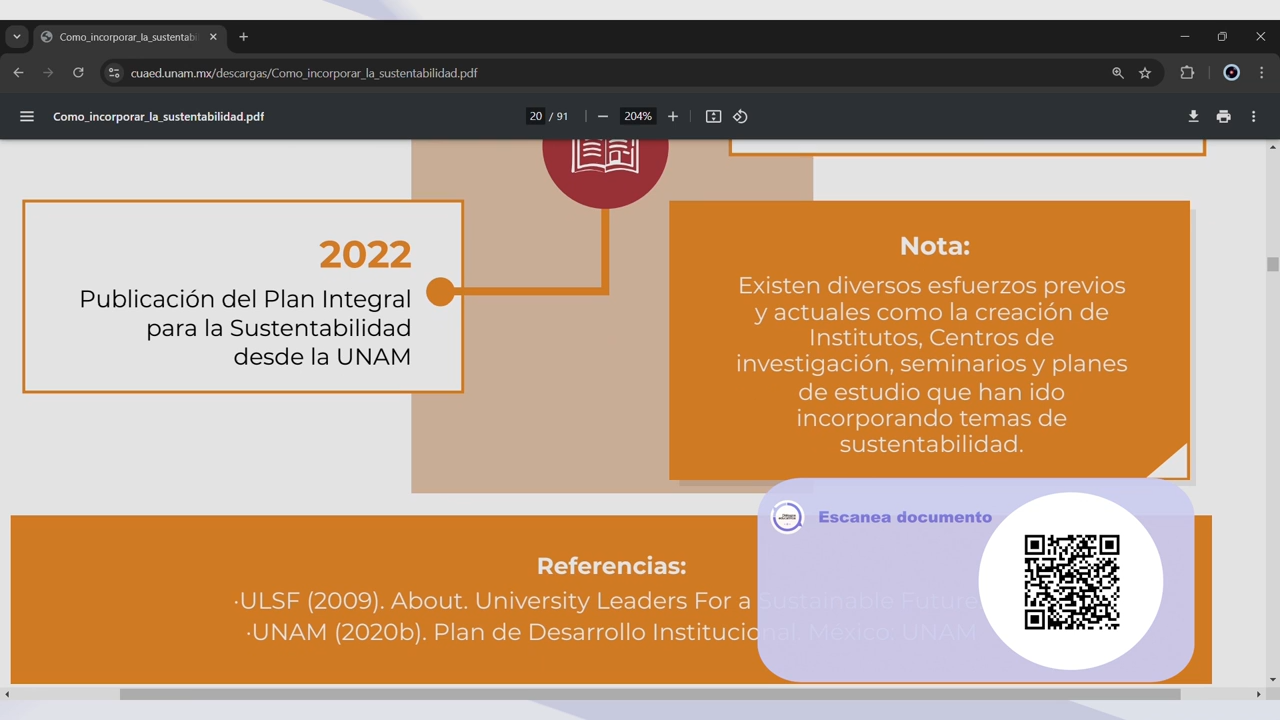 Como_incorporar_la_sustentabi
cuaed.unam.mx/descargas/Como_incorporar_la_sustentabilidad.pdf
Como_incorporar_la_sustentabilidad.pdf
20 / 91
204%
2022
Publicación del Plan Integral
para la Sustentabilidad
desde la UNAM
Nota:
Existen diversos esfuerzos previos
y actuales como la creación de
Institutos, Centros de
investigación, seminarios y planes
de estudio que han ido
incorporando temas de
sustentabilidad.
Escanea documento
Referencias:
·ULSF (2009). About. University Leaders For a Sustainable Future
·UNAM (2020b). Plan de Desarrollo Institucional. México. UNAM